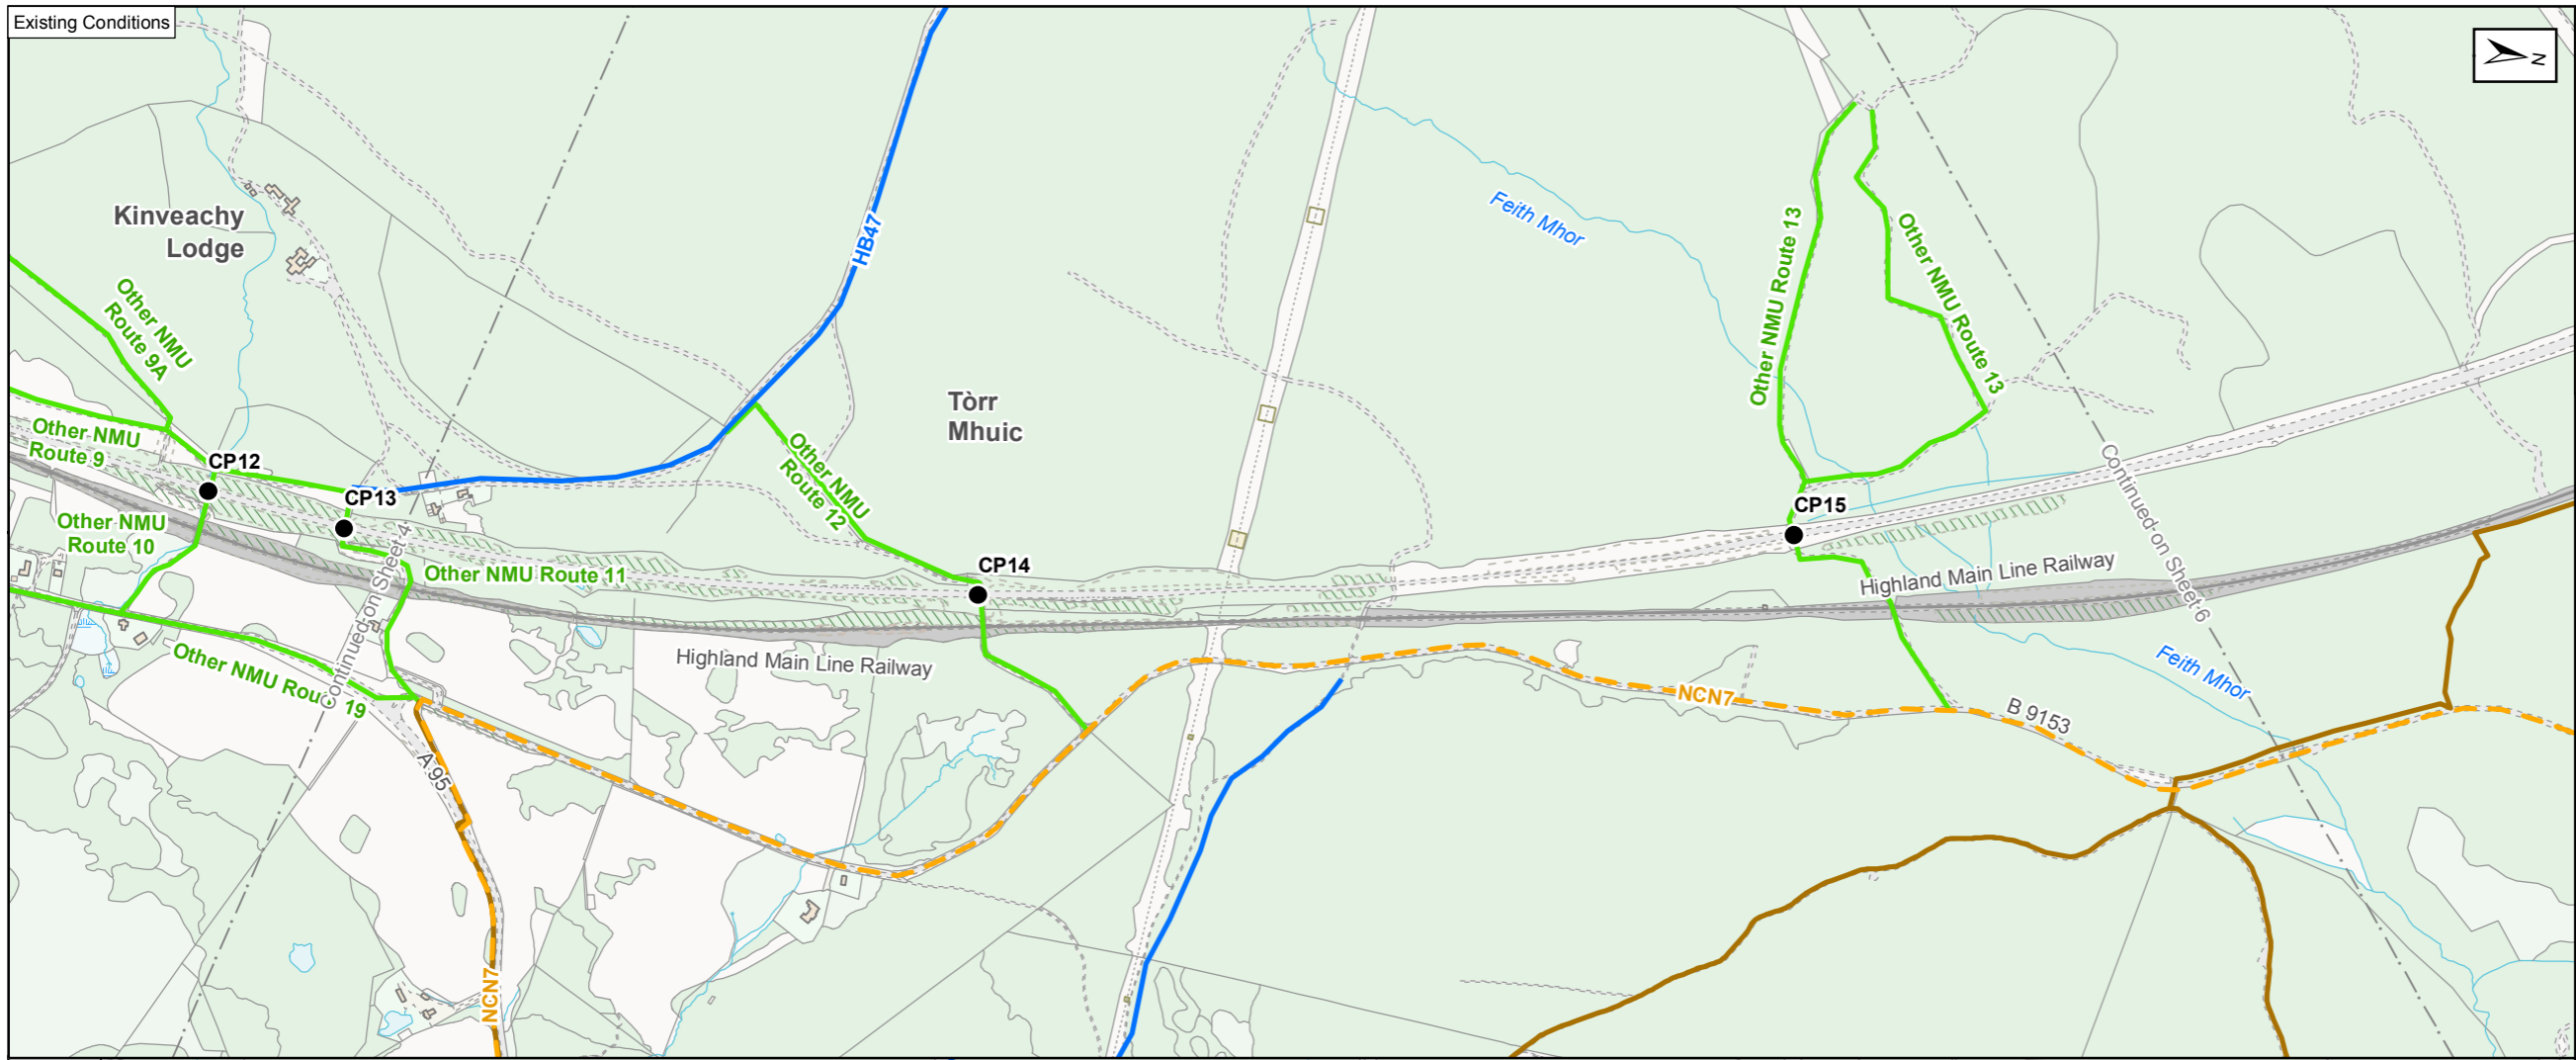 Existing Conditions
N
Kinveachy
Lodge
HB47
Feith Mhor
Other NMU Route 13
Other NMU Route 13
Other NMU
Route 9A
Tòrr
Mhuic
Other NMU
Route 9
CP12
Other NMU
Route 12
CP13
Continued on Sheet 6
CP15
Other NMU
Route 10
Continued on Sheet 4
Other NMU Route 11
CP14
Highland Main Line Railway
Highland Main Line Railway
Other NMU Route 19
Feith Mhor
NCN7
B 9153
A 95
NCN7